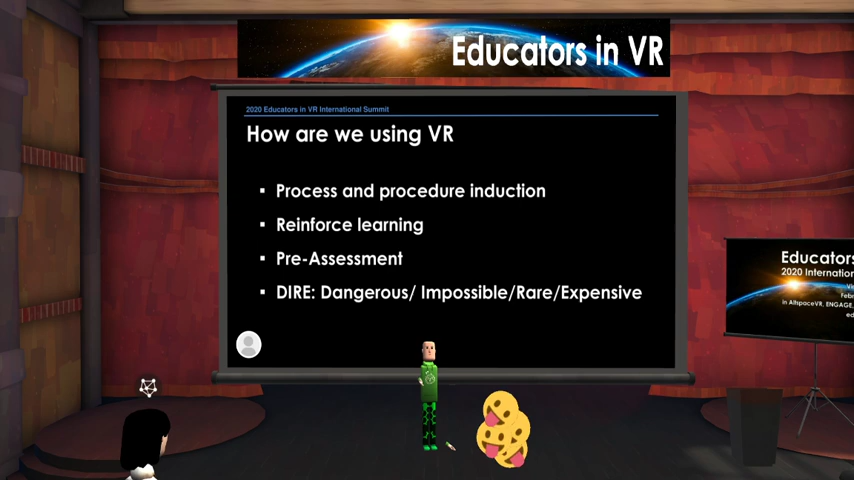 Educators in VR
2020 Educators in VR International Summit
How are we using VR
▪ Process and procedure induction
▪ Reinforce learning
▪ Pre-Assessment
▪ DIRE: Dangerous/ Impossible/Rare/Expensive
Educators
2020 Internation
in AltspaceVR, ENGAGE,